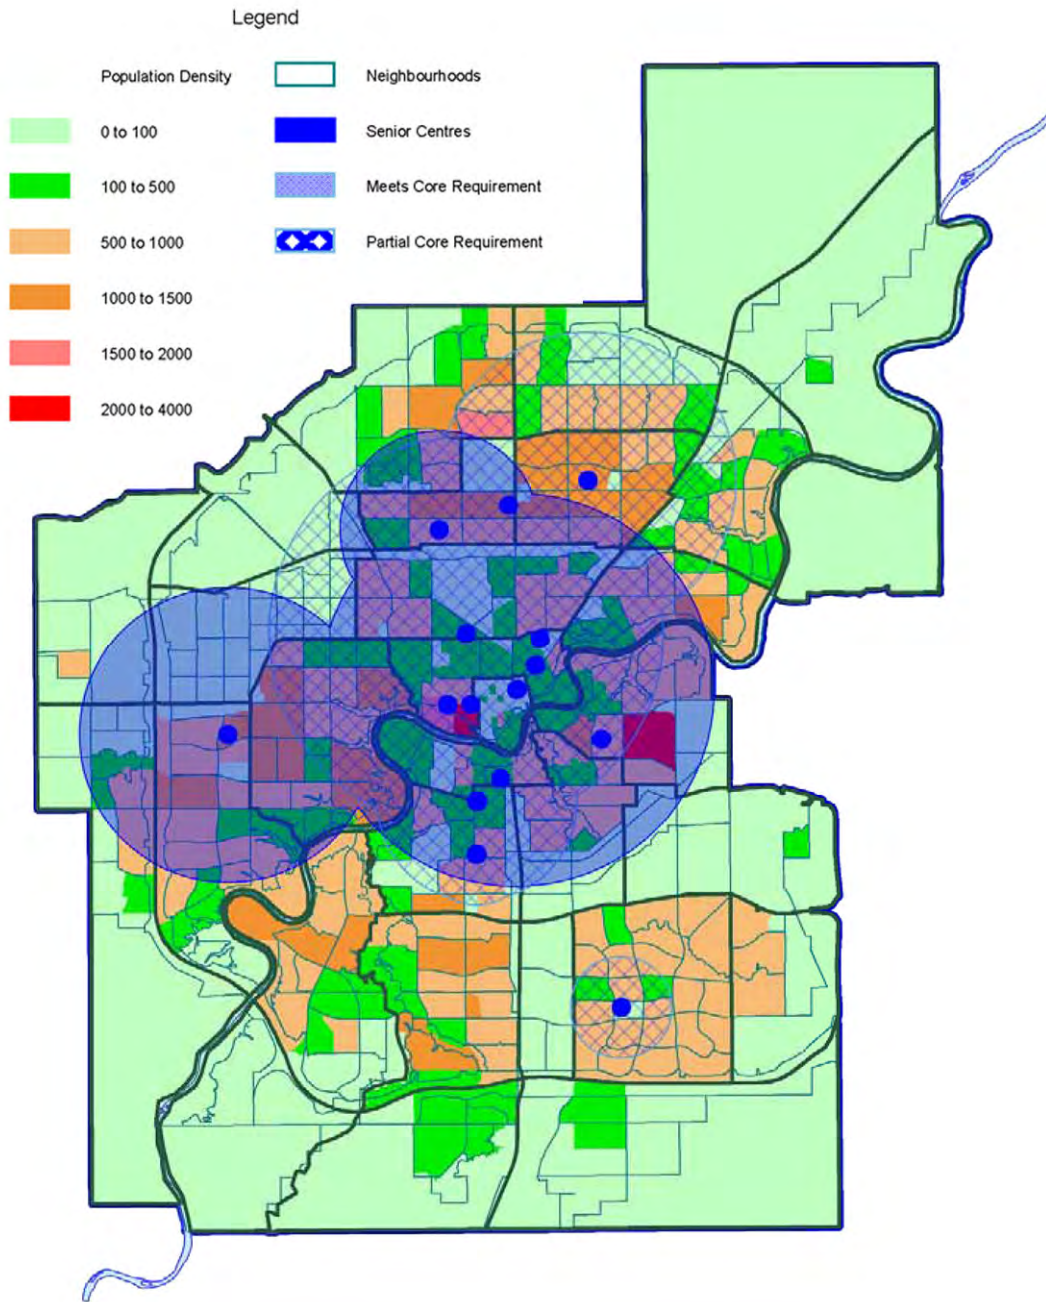 Legend
Population Density
Neighbourhoods
0 to 100
Senior Centres
100 to 500
Meets Core Requirement
500 to 1000
Partial Core Requirement
1000 to 1500
1500 to 2000
2000 to 4000